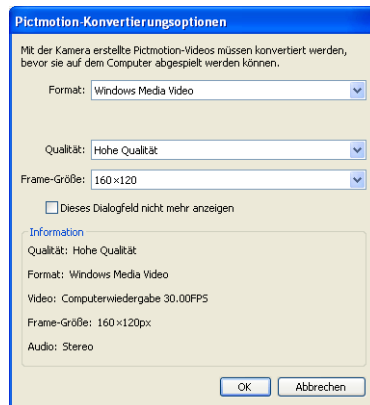 Pictmotion-Konvertierungsoptionen
Mit der Kamera erstellte Pictmotion-Videos müssen konvertiert werden,
bevor sie auf dem Computer abgespielt werden können.
Format: Windows Media Video
Qualität: Hohe Qualität
Frame-Größe: 160×120
Dieses Dialogfeld nicht mehr anzeigen
Information
Qualität: Hohe Qualität
Format: Windows Media Video
Video: Computerwiedergabe 30.00FPS
Frame-Größe: 160×120px
Audio: Stereo
OK Abbrechen